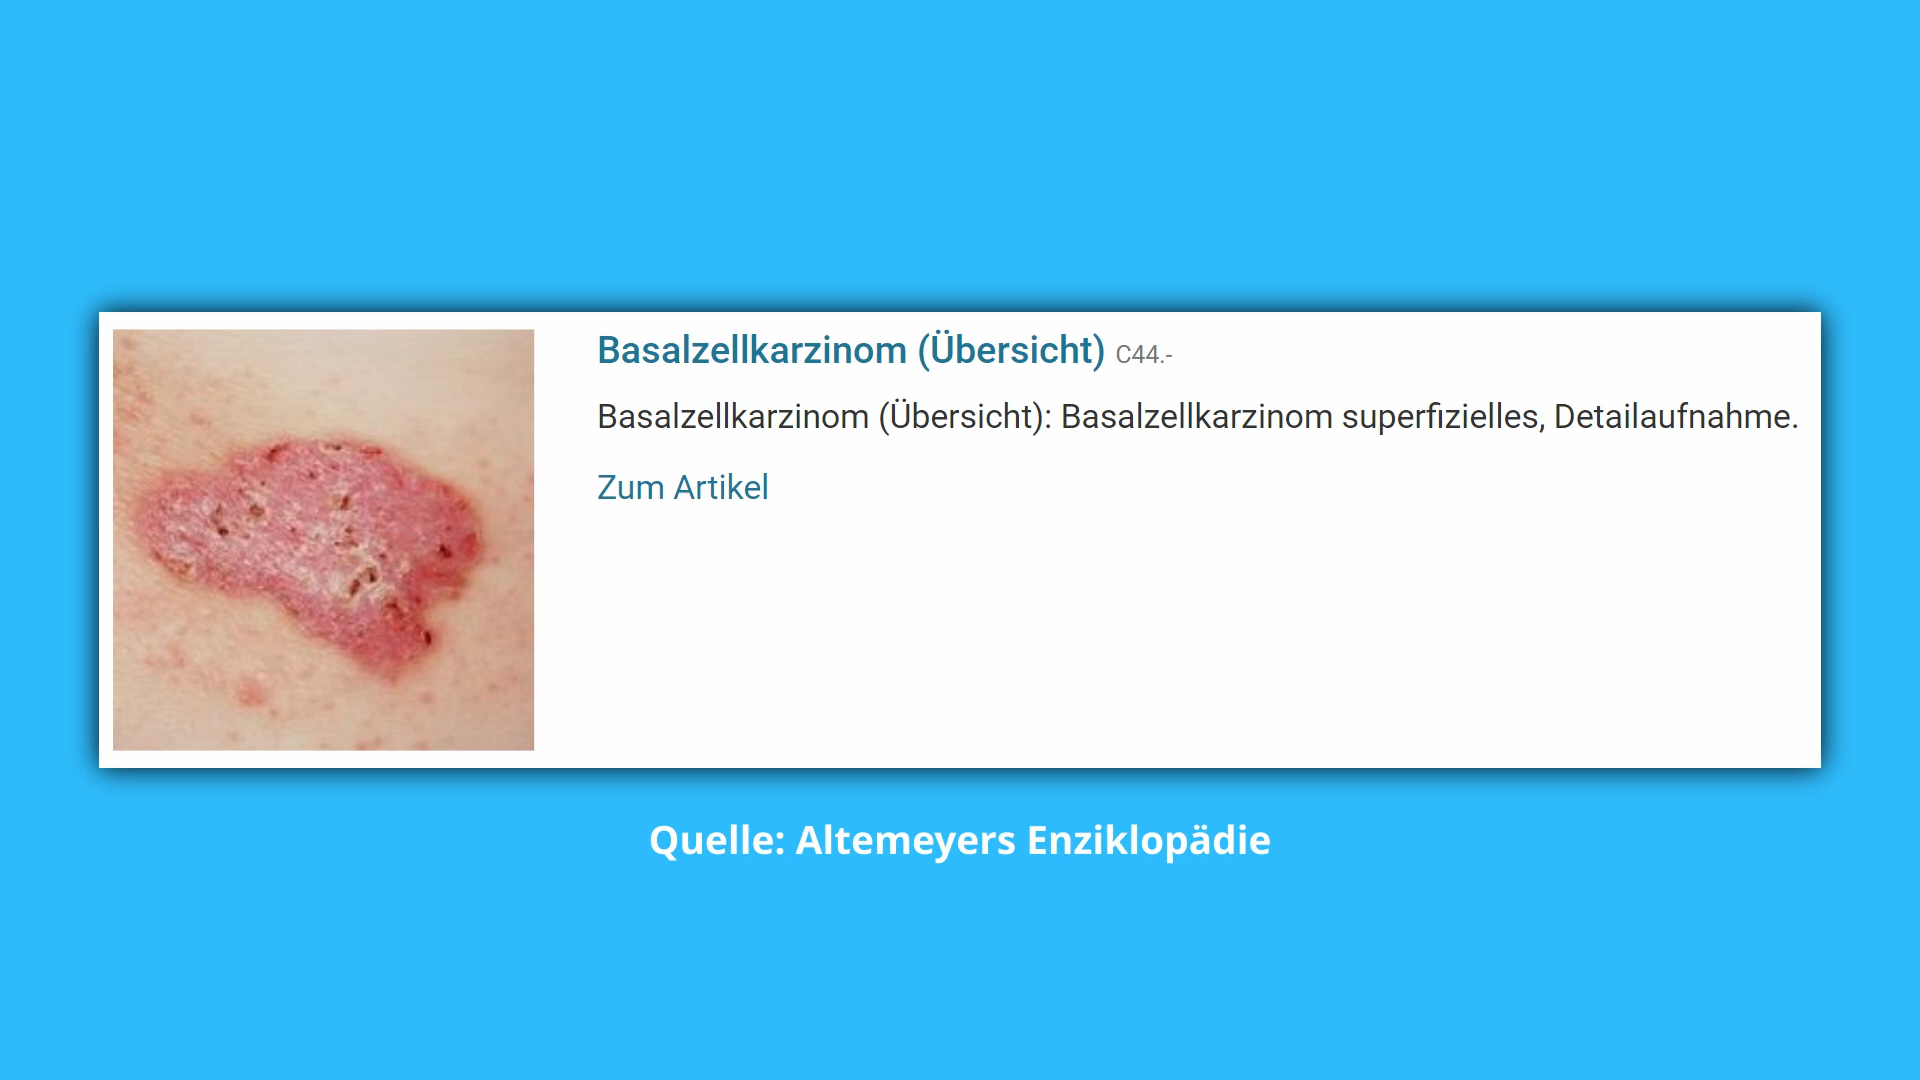 Basalzellkarzinom (Übersicht) C44.-
Basalzellkarzinom (Übersicht): Basalzellkarzinom superfizielles, Detailaufnahme.
Zum Artikel
Quelle: Altemeyers Enziklopädie